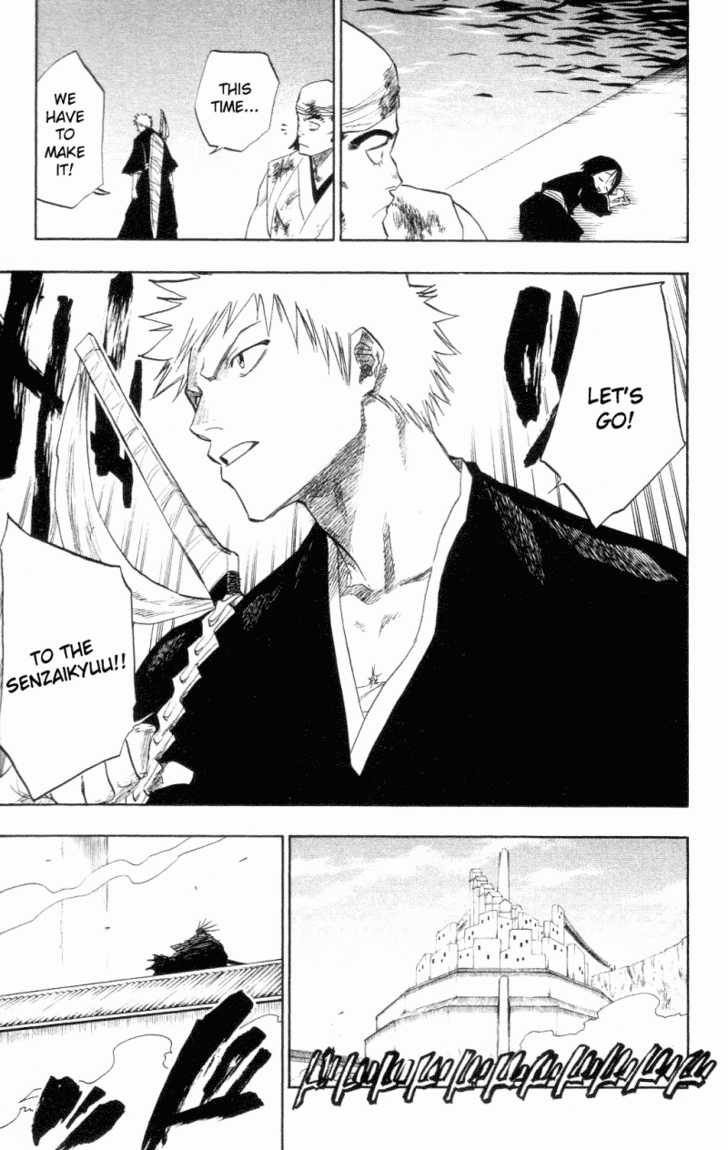 THIS
TIME...
WE
HAVE
TO
MAKE
IT!
LET'S
GO!
TO THE
SENZAIKYUU!!